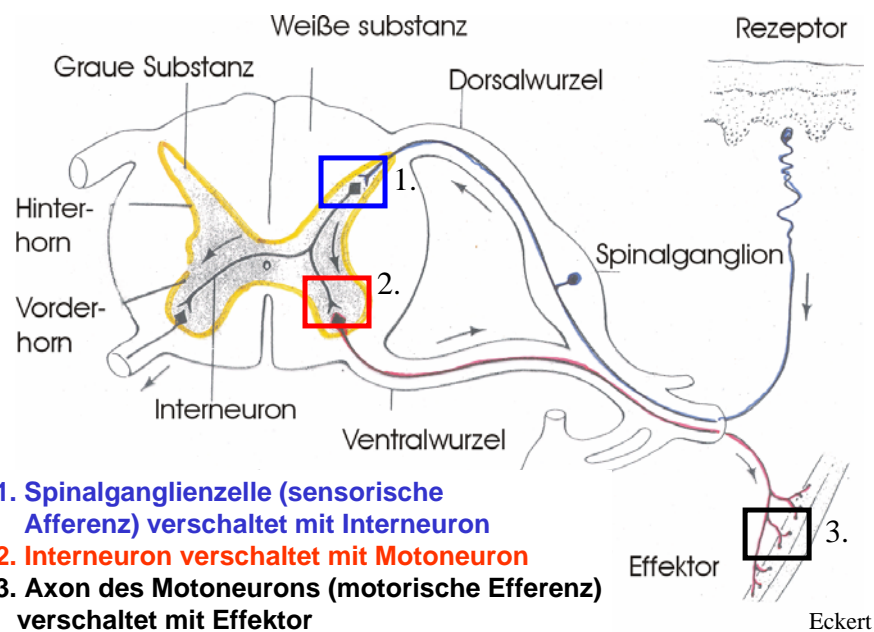 Weiße substanz
Rezeptor
Graue Substanz
Dorsalwurzel
1.
Hinter-
horn
Spinalganglion
2.
Vorder-
horn
Interneuron
Ventralwurzel
1. Spinalganglienzelle (sensorische
Afferenz) verschaltet mit Interneuron
2. Interneuron verschaltet mit Motoneuron
3. Axon des Motoneurons (motorische Efferenz)
verschaltet mit Effektor
3.
Effektor
Eckert